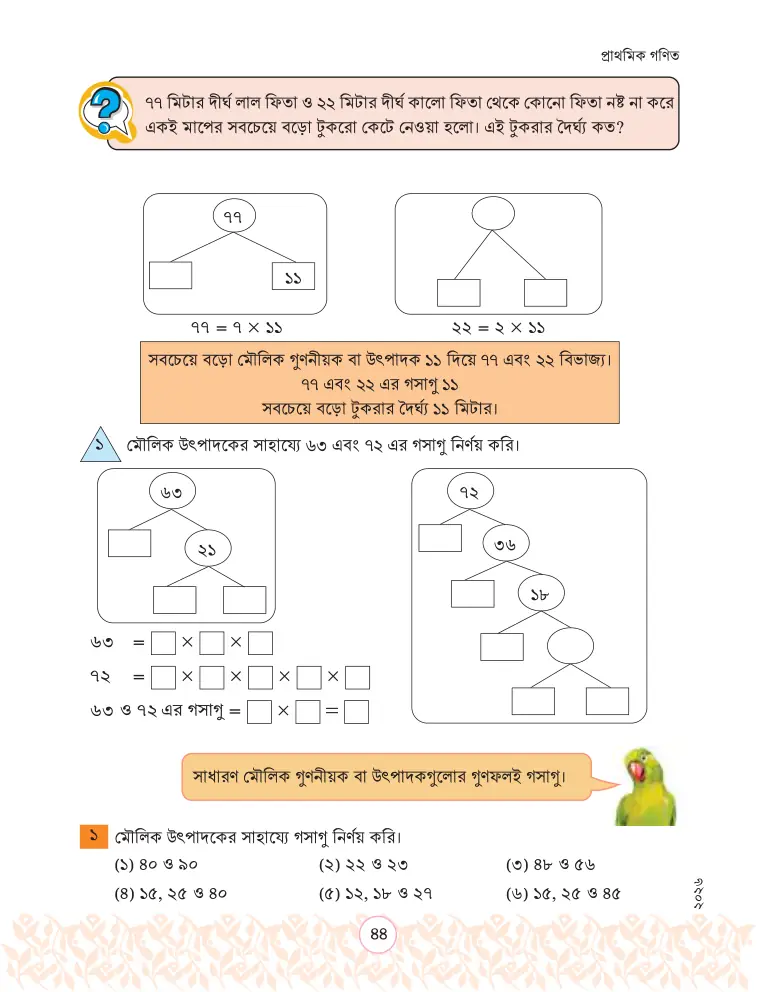 প্রাথমিক গণিত
৭৭ মিটার দীর্ঘ লাল ফিতা ও ২২ মিটার দীর্ঘ কালো ফিতা থেকে কোনো ফিতা নষ্ট না করে
একই মাপের সবচেয়ে বড়ো টুকরো কেটে নেওয়া হলো। এই টুকরার দৈর্ঘ্য কত?
৭৭
১১
৭৭ = ৭ × ১১
২২ = ২ × ১১
সবচেয়ে বড়ো মৌলিক গুণনীয়ক বা উৎপাদক ১১ দিয়ে ৭৭ এবং ২২ বিভাজ্য।
৭৭ এবং ২২ এর গসাগু ১১
সবচেয়ে বড়ো টুকরার দৈর্ঘ্য ১১ মিটার।
১ মৌলিক উৎপাদকের সাহায্যে ৬৩ এবং ৭২ এর গসাগু নির্ণয় করি।
৬৩
২১
৭২
৩৬
১৮
৬৩ = × ×
৭২ = × × × ×
৬৩ ও ৭২ এর গসাগু = × =
সাধারণ মৌলিক গুণনীয়ক বা উৎপাদকগুলোর গুণফলই গসাগু।
১ মৌলিক উৎপাদকের সাহায্যে গসাগু নির্ণয় করি।
(১) ৪০ ও ৯০ (২) ২২ ও ২৩ (৩) ৪৮ ও ৫৬
(৪) ১৫, ২৫ ও ৪০ (৫) ১২, ১৮ ও ২৭ (৬) ১৫, ২৫ ও ৪৫
২০২৬
৪৪